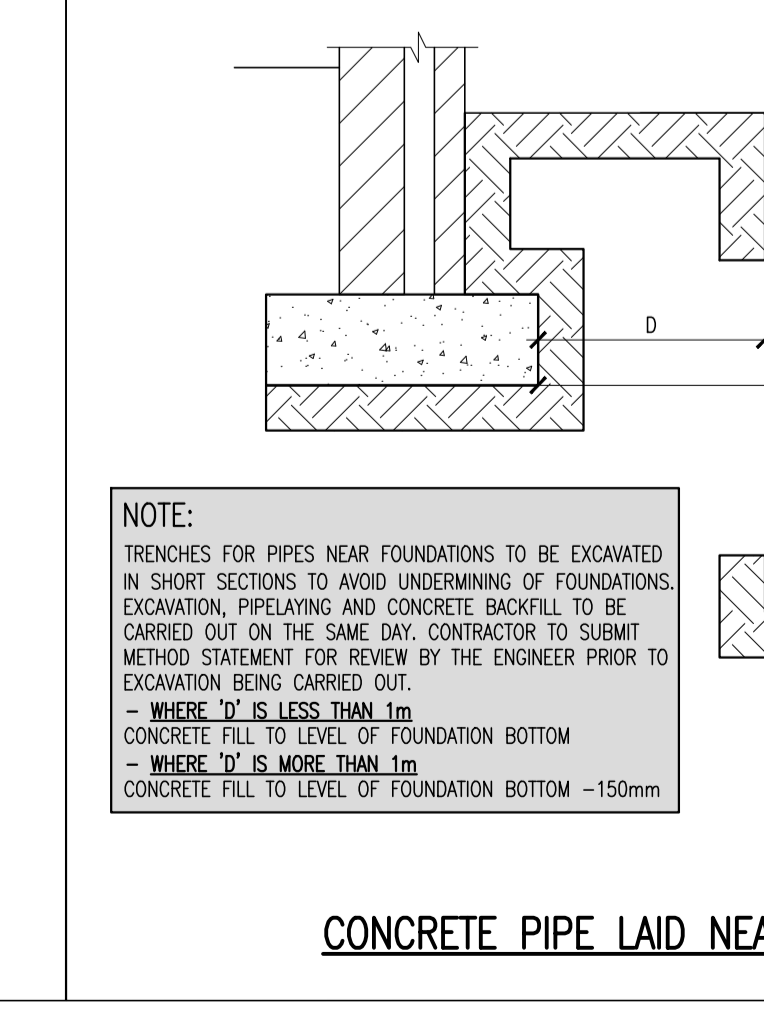 D
NOTE:
TRENCHES FOR PIPES NEAR FOUNDATIONS TO BE EXCAVATED
IN SHORT SECTIONS TO AVOID UNDERMINING OF FOUNDATIONS.
EXCAVATION, PIPELAYING AND CONCRETE BACKFILL TO BE
CARRIED OUT ON THE SAME DAY. CONTRACTOR TO SUBMIT
METHOD STATEMENT FOR REVIEW BY THE ENGINEER PRIOR TO
EXCAVATION BEING CARRIED OUT.
- WHERE 'D' IS LESS THAN 1m
CONCRETE FILL TO LEVEL OF FOUNDATION BOTTOM
- WHERE 'D' IS MORE THAN 1m
CONCRETE FILL TO LEVEL OF FOUNDATION BOTTOM -150mm
CONCRETE PIPE LAID